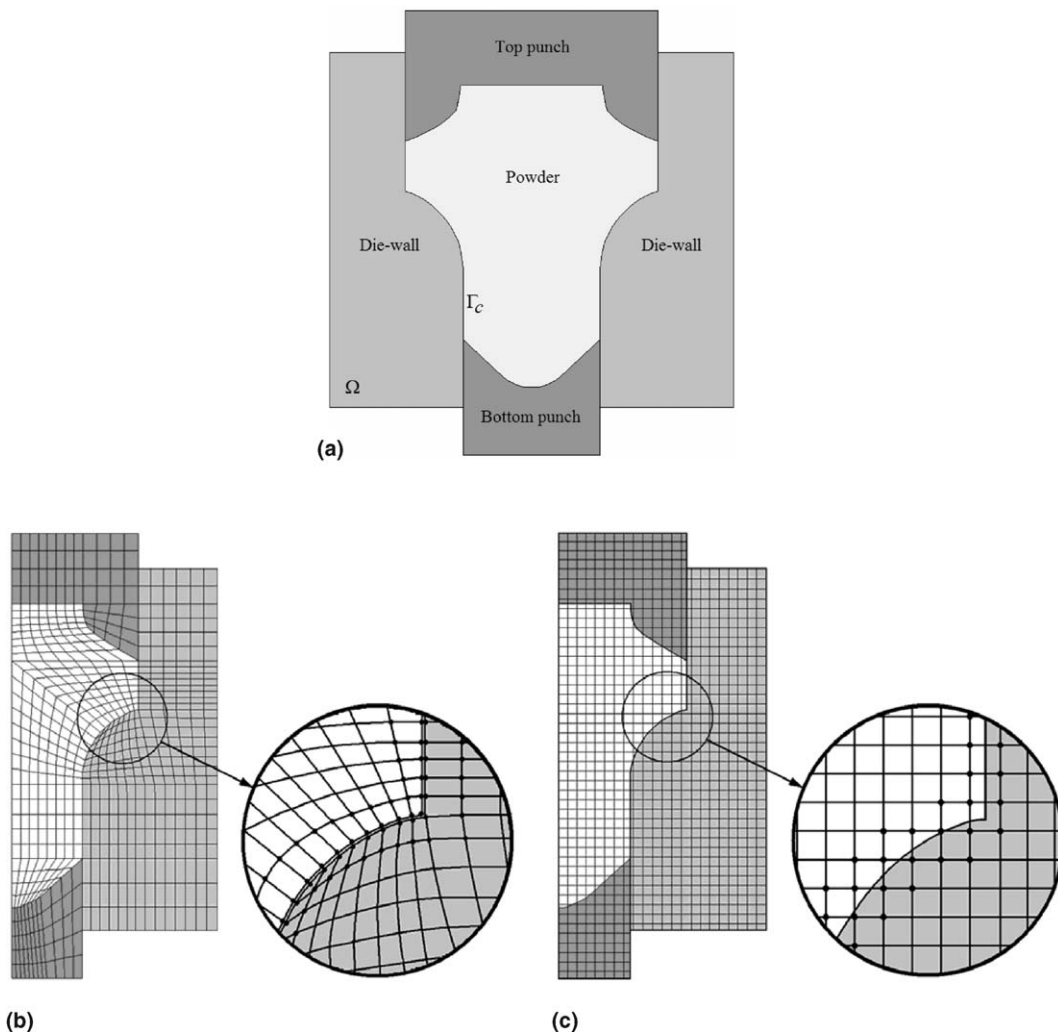 Top punch
Powder
Die-wall
Die-wall
Γc
Ω
Bottom punch
(a)
(b)
(c)